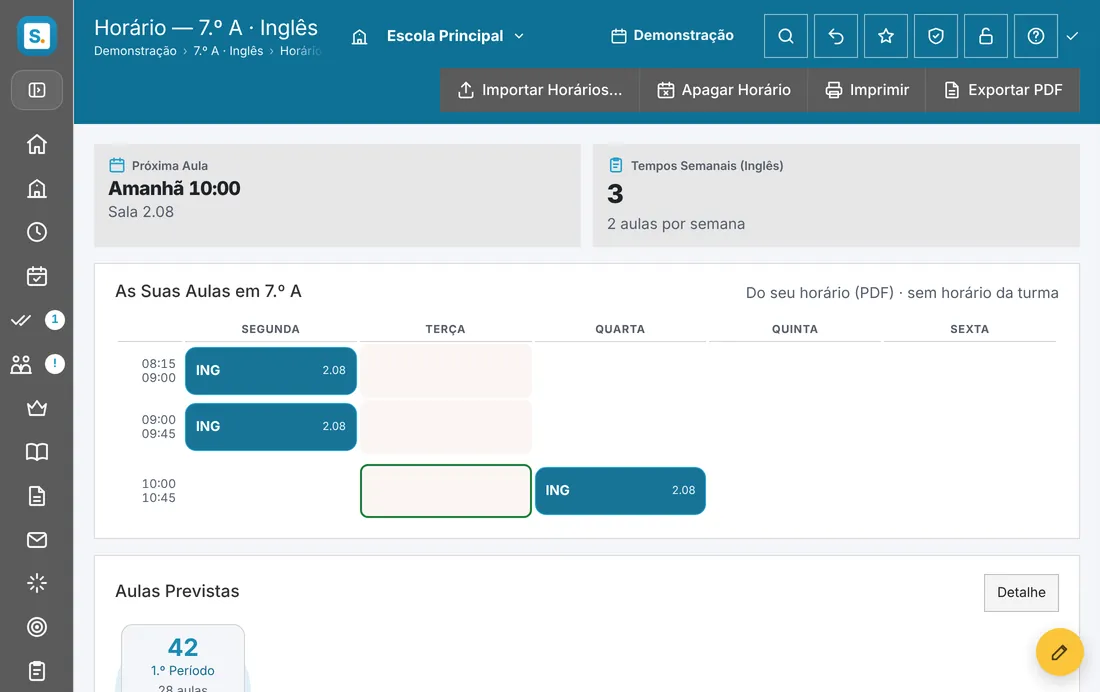 S.
Horário — 7.º A · Inglês
Demonstração › 7.º A · Inglês › Horário
Escola Principal
Demonstração
Importar Horários...
Apagar Horário
Imprimir
Exportar PDF
Próxima Aula
Amanhã 10:00
Sala 2.08
Tempos Semanais (Inglês)
3
2 aulas por semana
1
!
As Suas Aulas em 7.º A
Do seu horário (PDF) · sem horário da turma
SEGUNDA TERÇA QUARTA QUINTA SEXTA
08:15
09:00
ING 2.08
09:00
09:45
ING 2.08
10:00
10:45
ING 2.08
Aulas Previstas
Detalhe
42
1.º Período
28 aulas